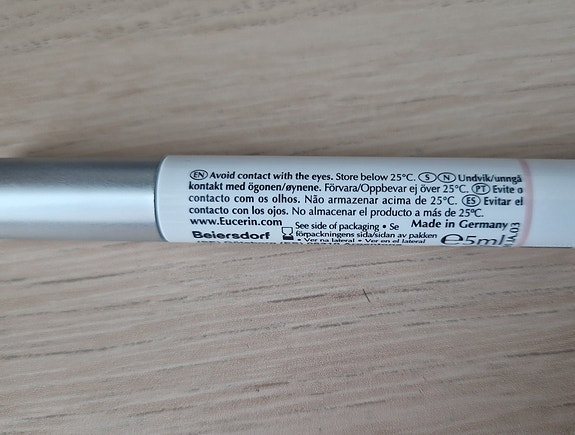 EN Avoid contact with the eyes. Store below 25°C. S N Undvik/unngå
kontakt med ögonen/øynene. Förvara/Oppbevar ej över 25°C. PT Evite o
contacto com os olhos. Não armazenar acima de 25°C. ES Evitar el
contacto con los ojos. No almacenar el producto a más de 25°C.
www.Eucerin.com See side of packaging • Se Made in Germany
Beiersdorf förpackningens sida/sidan av pakken ℮5ml
• Ver na lateral • Ver en el lateral